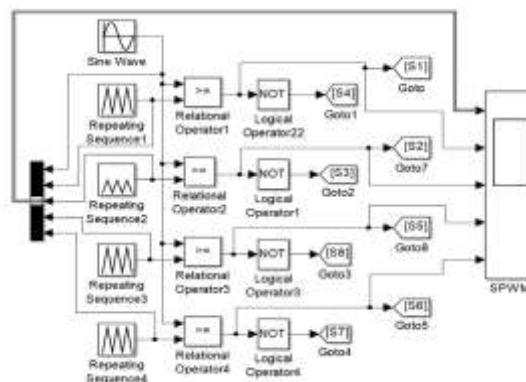 Sine Wave
>=
NOT
[S1]
Goto
[S4]
Goto1
Repeating
Sequence1
Relational
Operator1
Logical
Operator22
>=
NOT
[S2]
Goto7
[S3]
Goto2
Repeating
Sequence2
Relational
Operator2
Logical
Operator1
>=
NOT
[S5]
Goto8
[S8]
Goto3
Repeating
Sequence3
Relational
Operator3
Logical
Operator3
>=
NOT
[S6]
Goto5
[S7]
Goto4
Repeating
Sequence4
Relational
Operator4
Logical
Operator4
SPWM